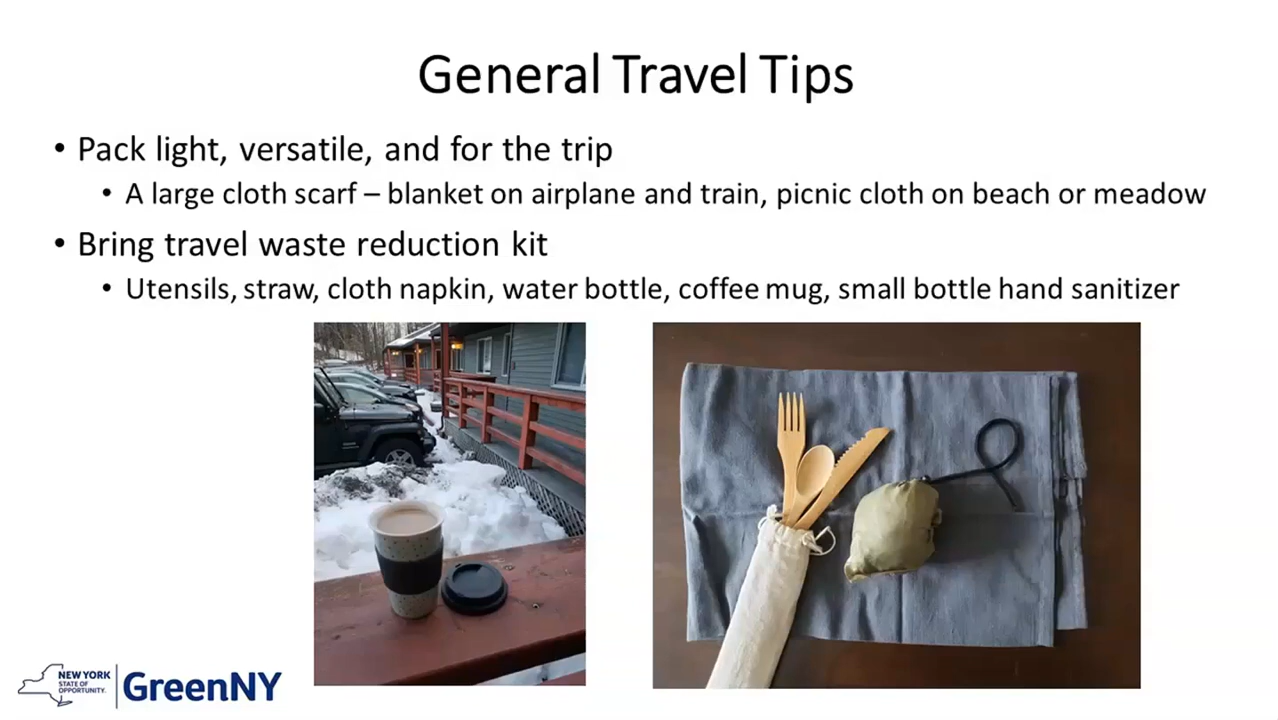 General Travel Tips
• Pack light, versatile, and for the trip
• A large cloth scarf – blanket on airplane and train, picnic cloth on beach or meadow
• Bring travel waste reduction kit
• Utensils, straw, cloth napkin, water bottle, coffee mug, small bottle hand sanitizer
NEW YORK
STATE OF
OPPORTUNITY.
GreenNY